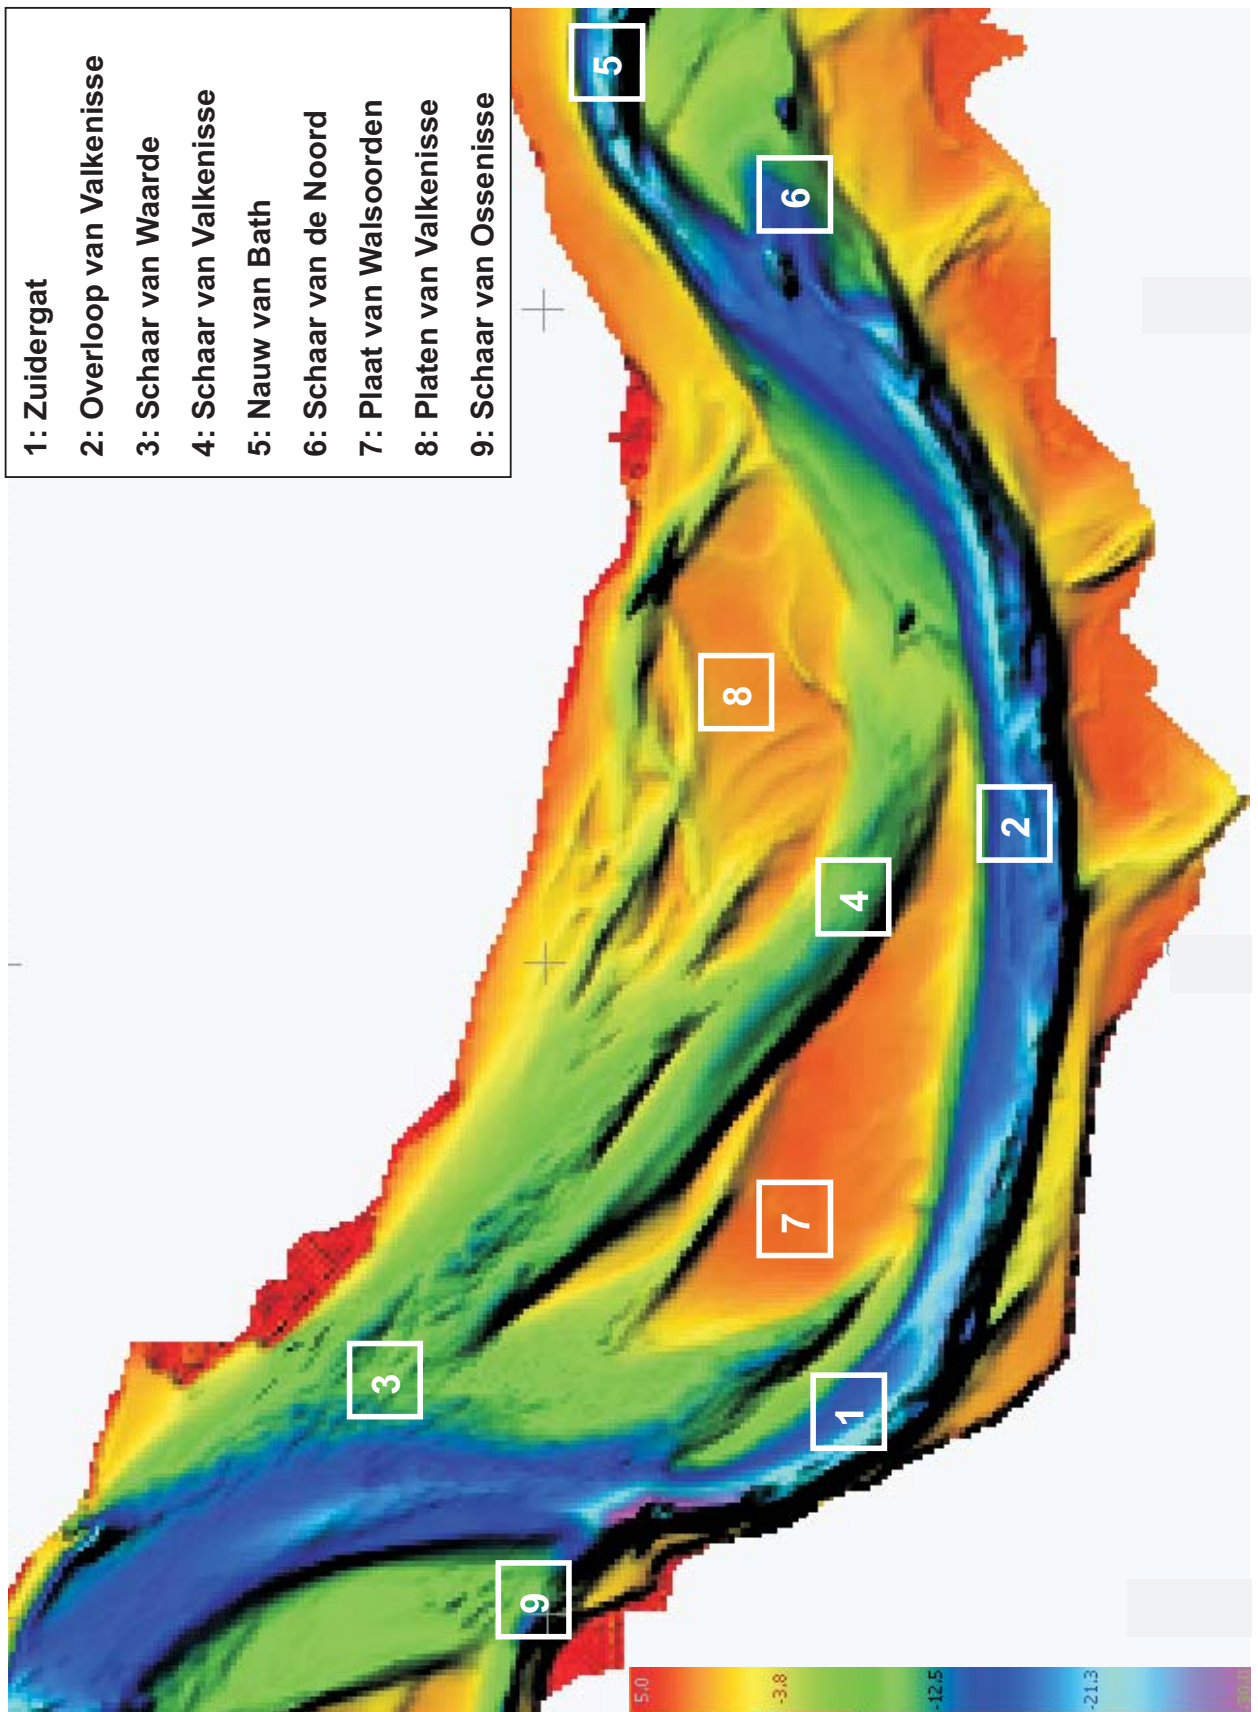 1: Zuidergat
2: Overloop van Valkenisse
3: Schaar van Waarde
4: Schaar van Valkenisse
5: Nauw van Bath
6: Schaar van de Noord
7: Plaat van Walsoorden
8: Platen van Valkenisse
9: Schaar van Ossenisse
5
6
8
4
2
7
3
1
9
5.0
-3.8
-12.5
-21.3
-30.0